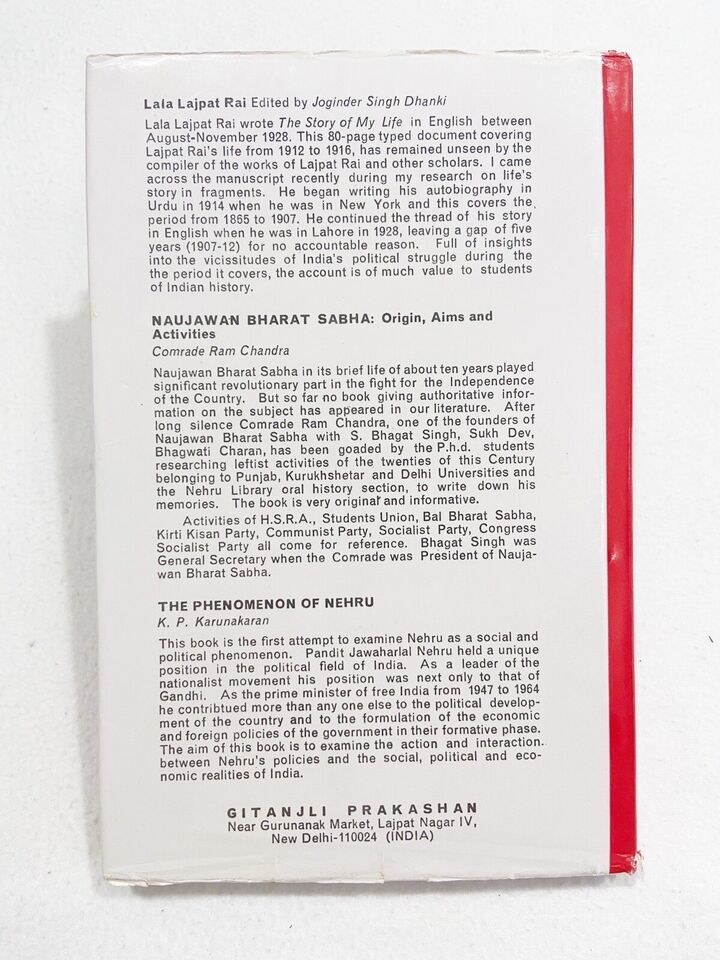 Lala Lajpat Rai Edited by Joginder Singh Dhanki
Lala Lajpat Rai wrote The Story of My Life in English between
August-November 1928. This 80-page typed document covering
Lajpat Rai's life from 1912 to 1916, has remained unseen by the
compiler of the works of Lajpat Rai and other scholars. I came
across the manuscript recently during my research on life's
story in fragments. He began writing his autobiography in
Urdu in 1914 when he was in New York and this covers the
period from 1865 to 1907. He continued the thread of his story
in English when he was in Lahore in 1928, leaving a gap of five
years (1907-12) for no accountable reason. Full of insights
into the vicissitudes of India's political struggle during the
the period it covers, the account is of much value to students
of Indian history.
NAUJAWAN BHARAT SABHA: Origin, Aims and
Activities
Comrade Ram Chandra
Naujawan Bharat Sabha in its brief life of about ten years played
significant revolutionary part in the fight for the Independence
of the Country. But so far no book giving authoritative infor-
mation on the subject has appeared in our literature. After
long silence Comrade Ram Chandra, one of the founders of
Naujawan Bharat Sabha with S. Bhagat Singh, Sukh Dev,
Bhagwati Charan, has been goaded by the P.h.d. students
researching leftist activities of the twenties of this Century
belonging to Punjab, Kurukhshetar and Delhi Universities and
the Nehru Library oral history section, to write down his
memories. The book is very original and informative.
Activities of H.S.R.A., Students Union, Bal Bharat Sabha,
Kirti Kisan Party, Communist Party, Socialist Party, Congress
Socialist Party all come for reference. Bhagat Singh was
General Secretary when the Comrade was President of Nauja-
wan Bharat Sabha.
THE PHENOMENON OF NEHRU
K. P. Karunakaran
This book is the first attempt to examine Nehru as a social and
political phenomenon. Pandit Jawaharlal Nehru held a unique
position in the political field of India. As a leader of the
nationalist movement his position was next only to that of
Gandhi. As the prime minister of free India from 1947 to 1964
he contribtued more than any one else to the political develop-
ment of the country and to the formulation of the economic
and foreign policies of the government in their formative phase.
The aim of this book is to examine the action and interaction.
between Nehru's policies and the social, political and eco-
nomic realities of India.
GITANJLI PRAKASHAN
Near Gurunanak Market, Lajpat Nagar IV,
New Delhi-110024 (INDIA)